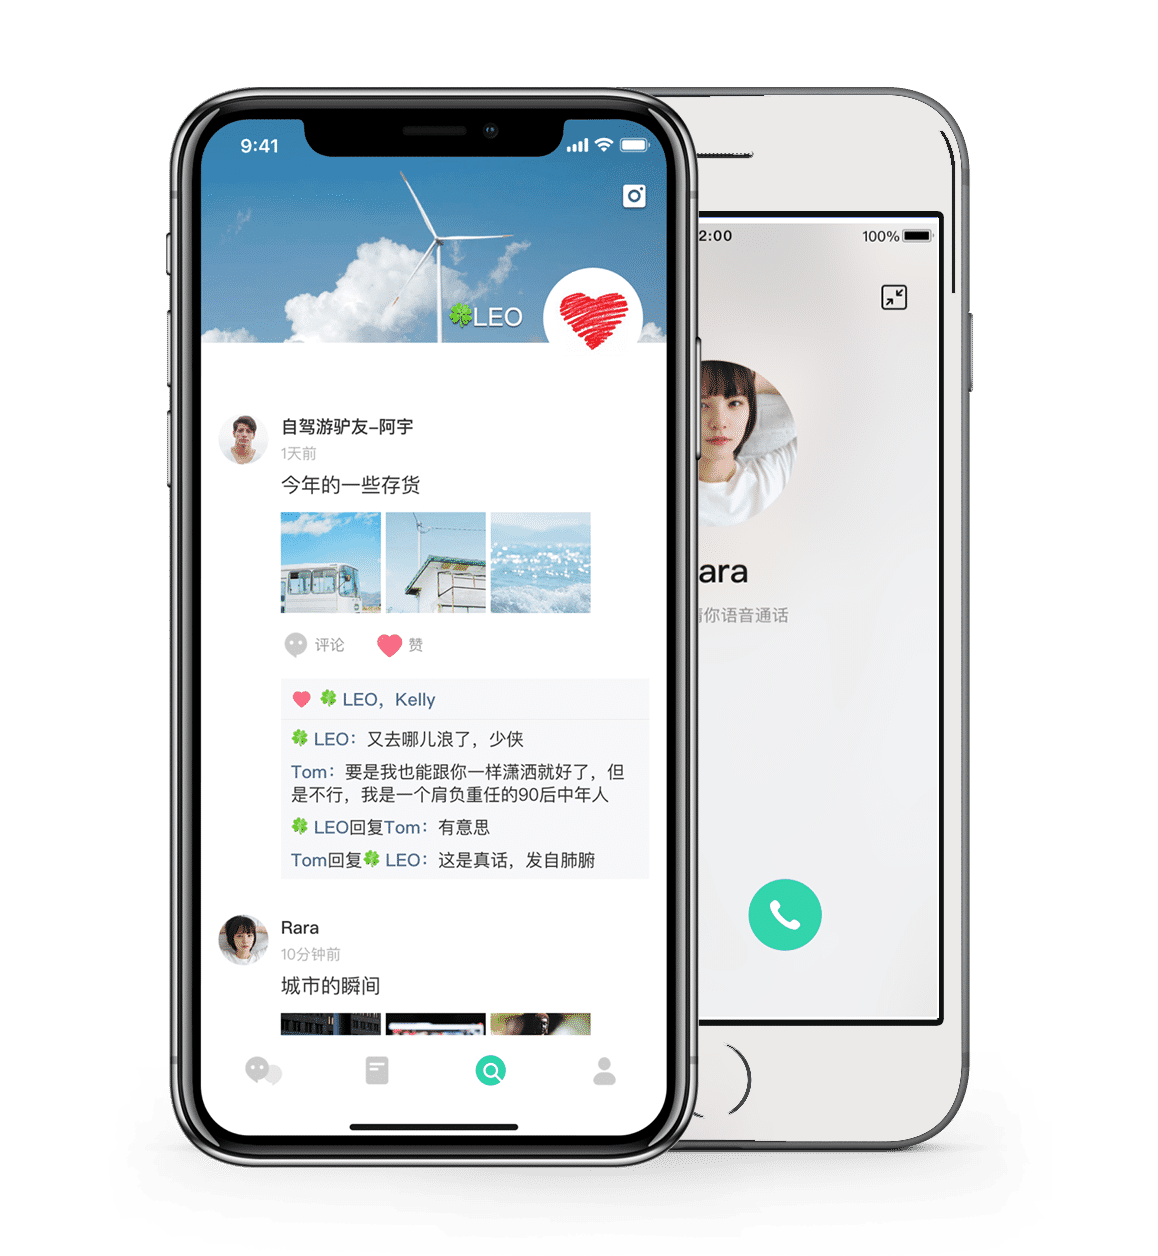 9:41
LEO
自驾游驴友-阿宇
1天前
今年的一些存货
评论 赞
LEO，Kelly
LEO：又去哪儿浪了，少侠
Tom：要是我也能跟你一样潇洒就好了，但
是不行，我是一个肩负重任的90后中年人
LEO回复Tom：有意思
Tom回复LEO：这是真话，发自肺腑
Rara
10分钟前
城市的瞬间
2:00 100%
ara
你语音通话